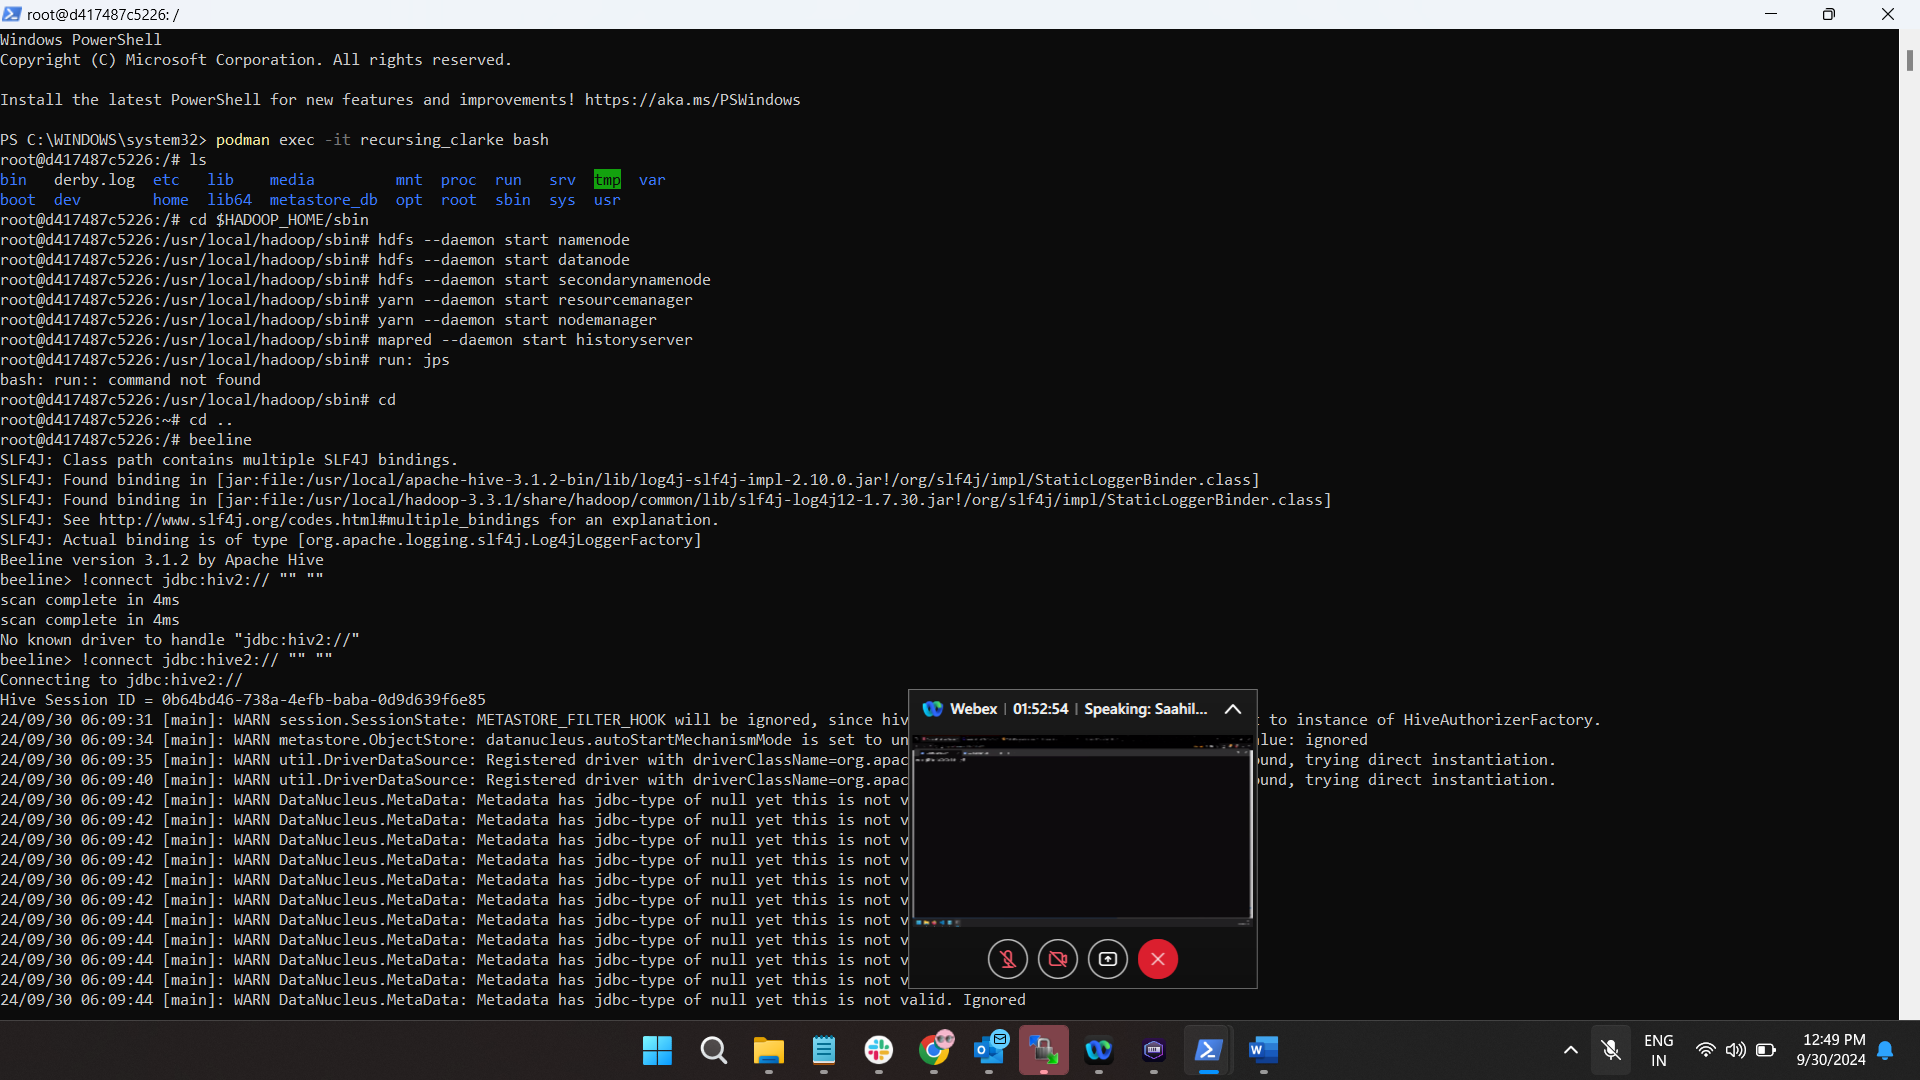 root@d417487c5226: /
Windows PowerShell
Copyright (C) Microsoft Corporation. All rights reserved.
Install the latest PowerShell for new features and improvements! https://aka.ms/PSWindows
PS C:\WINDOWS\system32> podman exec -it recursing_clarke bash
root@d417487c5226:/# ls
bin derby.log etc lib media mnt proc run srv tmp var
boot dev home lib64 metastore_db opt root sbin sys usr
root@d417487c5226:/# cd $HADOOP_HOME/sbin
root@d417487c5226:/usr/local/hadoop/sbin# hdfs --daemon start namenode
root@d417487c5226:/usr/local/hadoop/sbin# hdfs --daemon start datanode
root@d417487c5226:/usr/local/hadoop/sbin# hdfs --daemon start secondarynamenode
root@d417487c5226:/usr/local/hadoop/sbin# yarn --daemon start resourcemanager
root@d417487c5226:/usr/local/hadoop/sbin# yarn --daemon start nodemanager
root@d417487c5226:/usr/local/hadoop/sbin# mapred --daemon start historyserver
root@d417487c5226:/usr/local/hadoop/sbin# run: jps
bash: run:: command not found
root@d417487c5226:/usr/local/hadoop/sbin# cd
root@d417487c5226:~# cd ..
root@d417487c5226:/# beeline
SLF4J: Class path contains multiple SLF4J bindings.
SLF4J: Found binding in [jar:file:/usr/local/apache-hive-3.1.2-bin/lib/log4j-slf4j-impl-2.10.0.jar!/org/slf4j/impl/StaticLoggerBinder.class]
SLF4J: Found binding in [jar:file:/usr/local/hadoop-3.3.1/share/hadoop/common/lib/slf4j-log4j12-1.7.30.jar!/org/slf4j/impl/StaticLoggerBinder.class]
SLF4J: See http://www.slf4j.org/codes.html#multiple_bindings for an explanation.
SLF4J: Actual binding is of type [org.apache.logging.slf4j.Log4jLoggerFactory]
Beeline version 3.1.2 by Apache Hive
beeline> !connect jdbc:hiv2:// "" ""
scan complete in 4ms
scan complete in 4ms
No known driver to handle "jdbc:hiv2://"
beeline> !connect jdbc:hive2:// "" ""
Connecting to jdbc:hive2://
Hive Session ID = 0b64bd46-738a-4efb-baba-0d9d639f6e85
24/09/30 06:09:31 [main]: WARN session.SessionState: METASTORE_FILTER_HOOK will be ignored, since hiv to instance of HiveAuthorizerFactory.
24/09/30 06:09:34 [main]: WARN metastore.ObjectStore: datanucleus.autoStartMechanismMode is set to un lue: ignored
24/09/30 06:09:35 [main]: WARN util.DriverDataSource: Registered driver with driverClassName=org.apac und, trying direct instantiation.
24/09/30 06:09:40 [main]: WARN util.DriverDataSource: Registered driver with driverClassName=org.apac und, trying direct instantiation.
24/09/30 06:09:42 [main]: WARN DataNucleus.MetaData: Metadata has jdbc-type of null yet this is not v
24/09/30 06:09:42 [main]: WARN DataNucleus.MetaData: Metadata has jdbc-type of null yet this is not v
24/09/30 06:09:42 [main]: WARN DataNucleus.MetaData: Metadata has jdbc-type of null yet this is not v
24/09/30 06:09:42 [main]: WARN DataNucleus.MetaData: Metadata has jdbc-type of null yet this is not v
24/09/30 06:09:42 [main]: WARN DataNucleus.MetaData: Metadata has jdbc-type of null yet this is not v
24/09/30 06:09:42 [main]: WARN DataNucleus.MetaData: Metadata has jdbc-type of null yet this is not v
24/09/30 06:09:44 [main]: WARN DataNucleus.MetaData: Metadata has jdbc-type of null yet this is not v
24/09/30 06:09:44 [main]: WARN DataNucleus.MetaData: Metadata has jdbc-type of null yet this is not v
24/09/30 06:09:44 [main]: WARN DataNucleus.MetaData: Metadata has jdbc-type of null yet this is not v
24/09/30 06:09:44 [main]: WARN DataNucleus.MetaData: Metadata has jdbc-type of null yet this is not v
24/09/30 06:09:44 [main]: WARN DataNucleus.MetaData: Metadata has jdbc-type of null yet this is not valid. Ignored
Webex | 01:52:54 | Speaking: Saahil...
ENG
IN
12:49 PM
9/30/2024